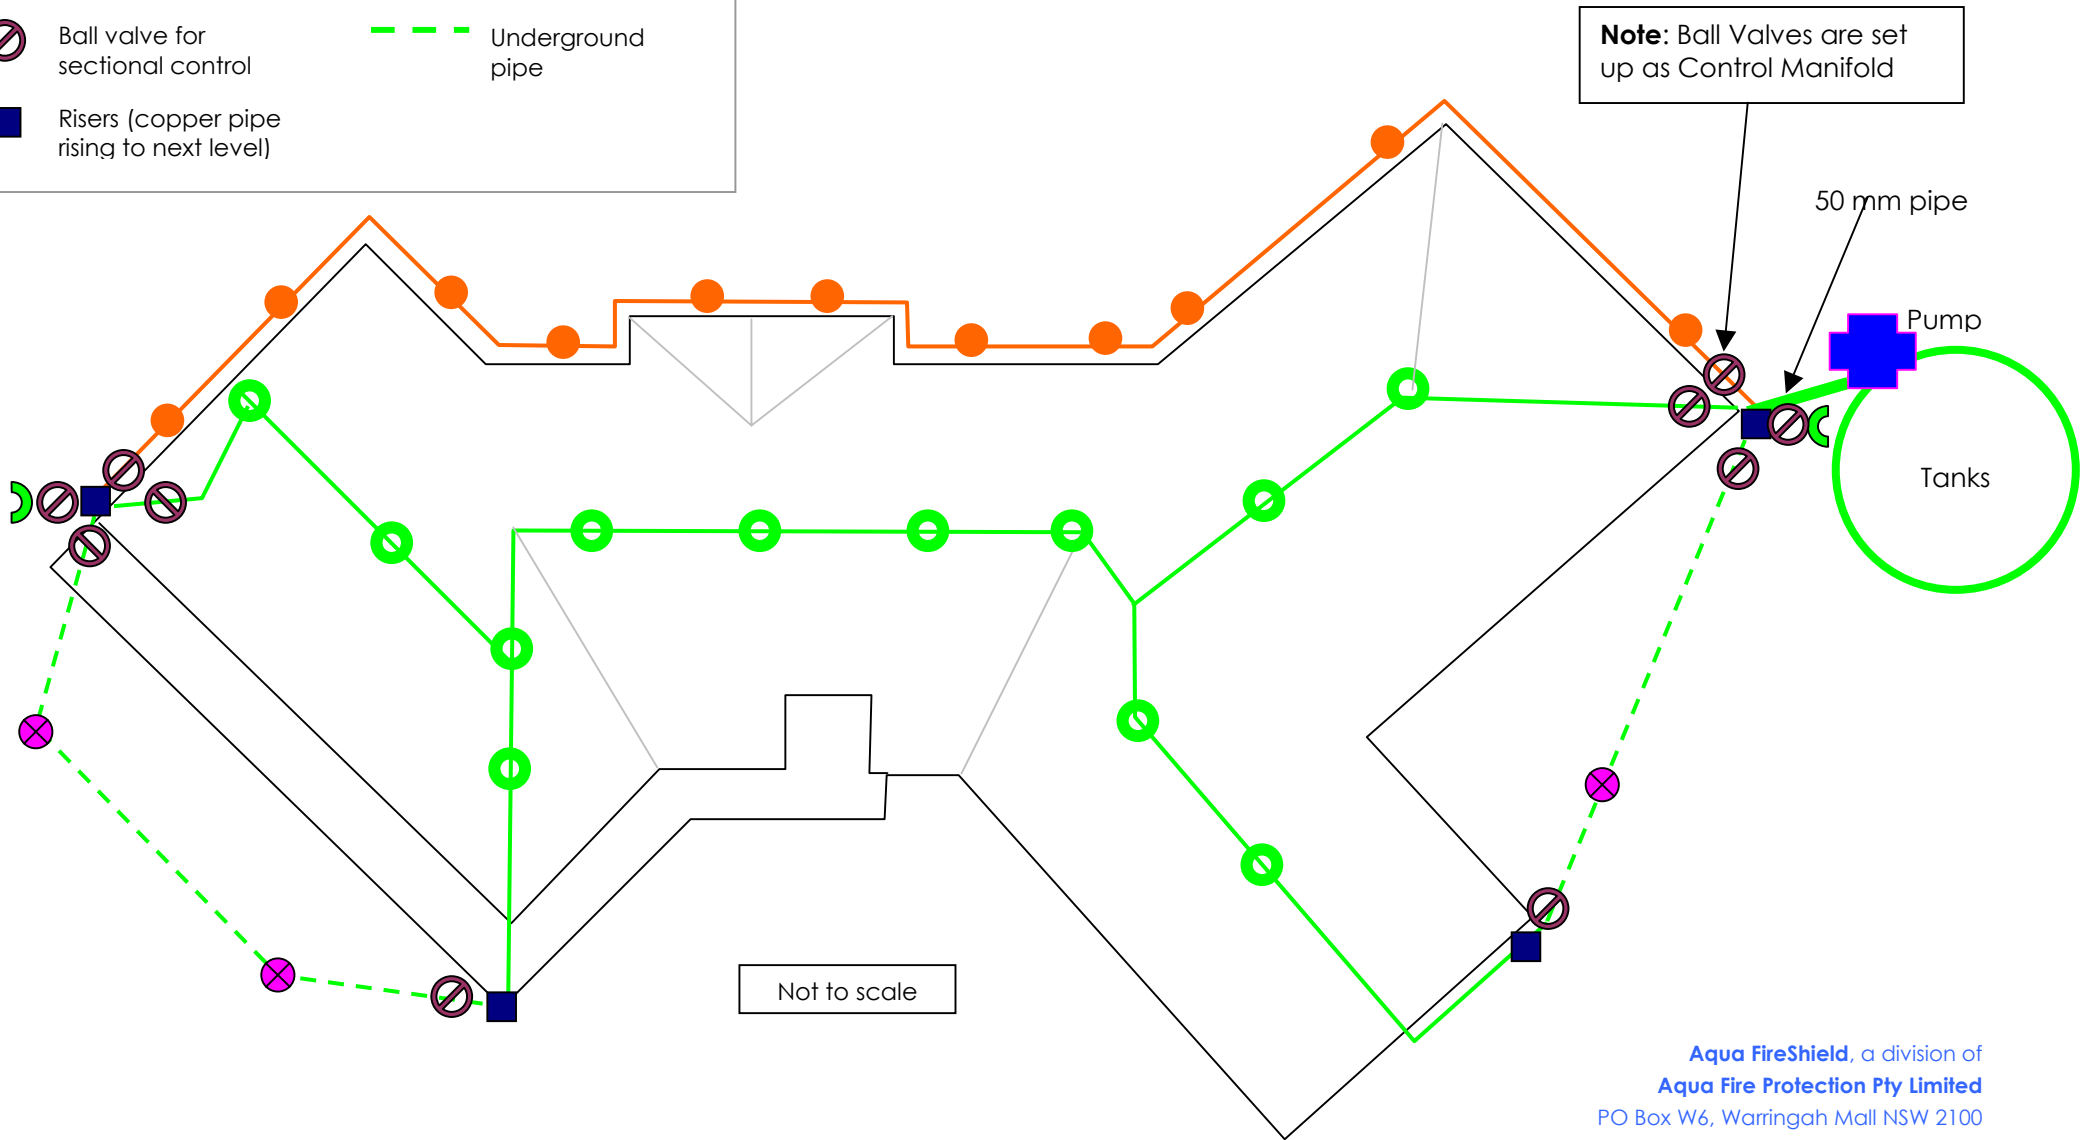 Ball valve for
sectional control
Underground
pipe
Risers (copper pipe
rising to next level)
Note: Ball Valves are set
up as Control Manifold
50 mm pipe
Pump
Tanks
Not to scale
Aqua FireShield, a division of
Aqua Fire Protection Pty Limited
PO Box W6, Warringah Mall NSW 2100